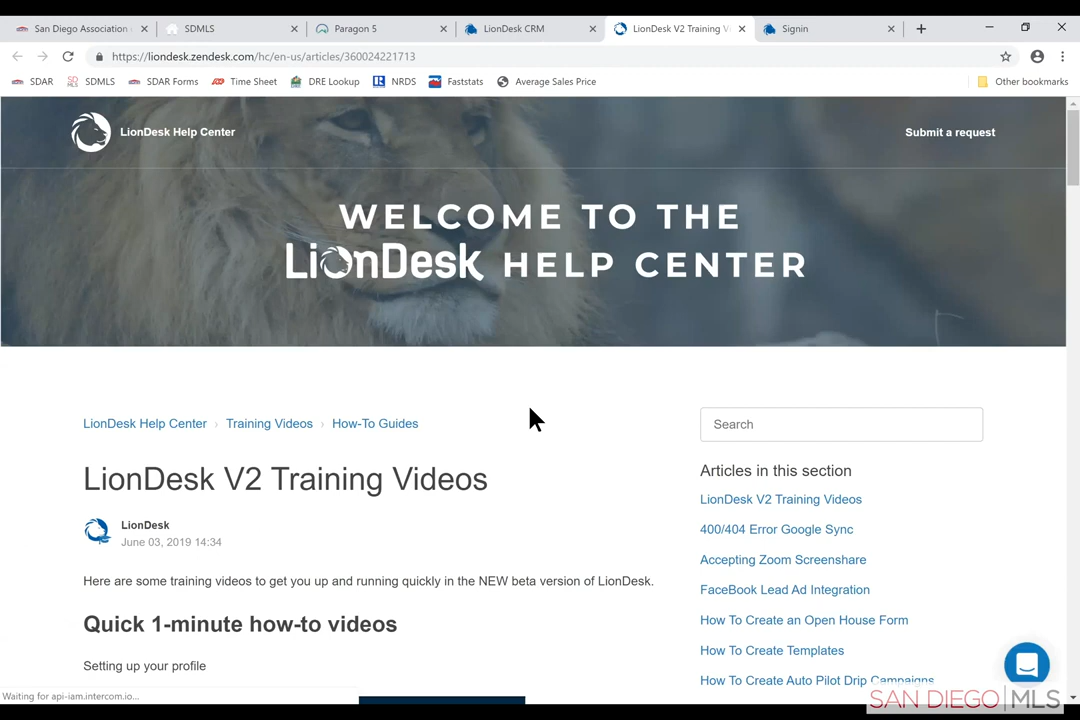 San Diego Association
SDMLS
Paragon 5
LionDesk CRM
LionDesk V2 Training V
Signin
https://liondesk.zendesk.com/hc/en-us/articles/360024221713
SDAR
SDMLS
SDAR Forms
Time Sheet
DRE Lookup
NRDS
Faststats
Average Sales Price
Other bookmarks
LionDesk Help Center
Submit a request
WELCOME TO THE
LionDesk HELP CENTER
LionDesk Help Center › Training Videos › How-To Guides
Search
LionDesk V2 Training Videos
LionDesk
June 03, 2019 14:34
Here are some training videos to get you up and running quickly in the NEW beta version of LionDesk.
Quick 1-minute how-to videos
Setting up your profile
Articles in this section
LionDesk V2 Training Videos
400/404 Error Google Sync
Accepting Zoom Screenshare
FaceBook Lead Ad Integration
How To Create an Open House Form
How To Create Templates
How To Create Auto Pilot Drip Campaigns
Waiting for api-iam.intercom.io...
SAN DIEGO | MLS